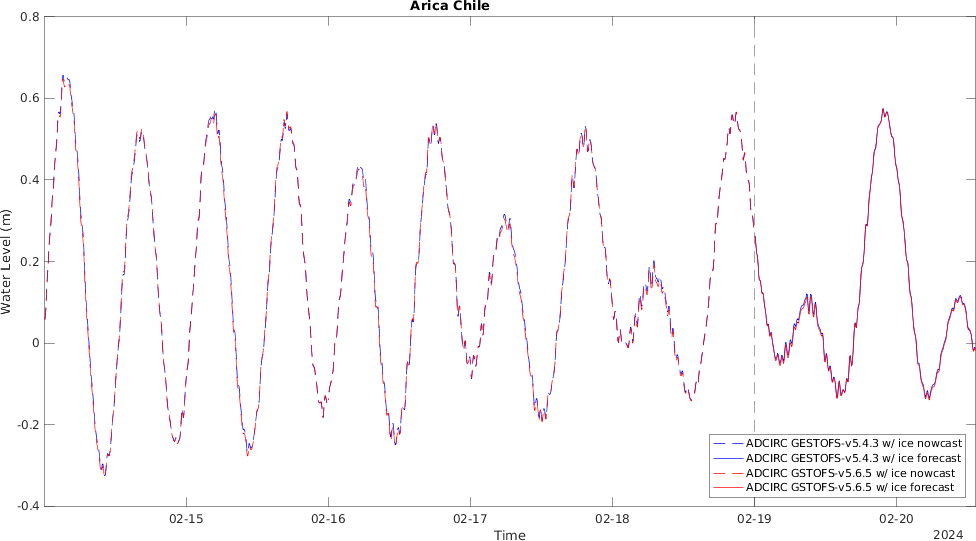 Arica Chile
0.8
0.6
0.4
0.2
0
-0.2
-0.4
Water Level (m)
02-15
02-16
02-17
02-18
02-19
02-20
Time
2024
ADCIRC GESTOFS-v5.4.3 w/ ice nowcast
ADCIRC GESTOFS-v5.4.3 w/ ice forecast
ADCIRC GSTOFS-v5.6.5 w/ ice nowcast
ADCIRC GSTOFS-v5.6.5 w/ ice forecast